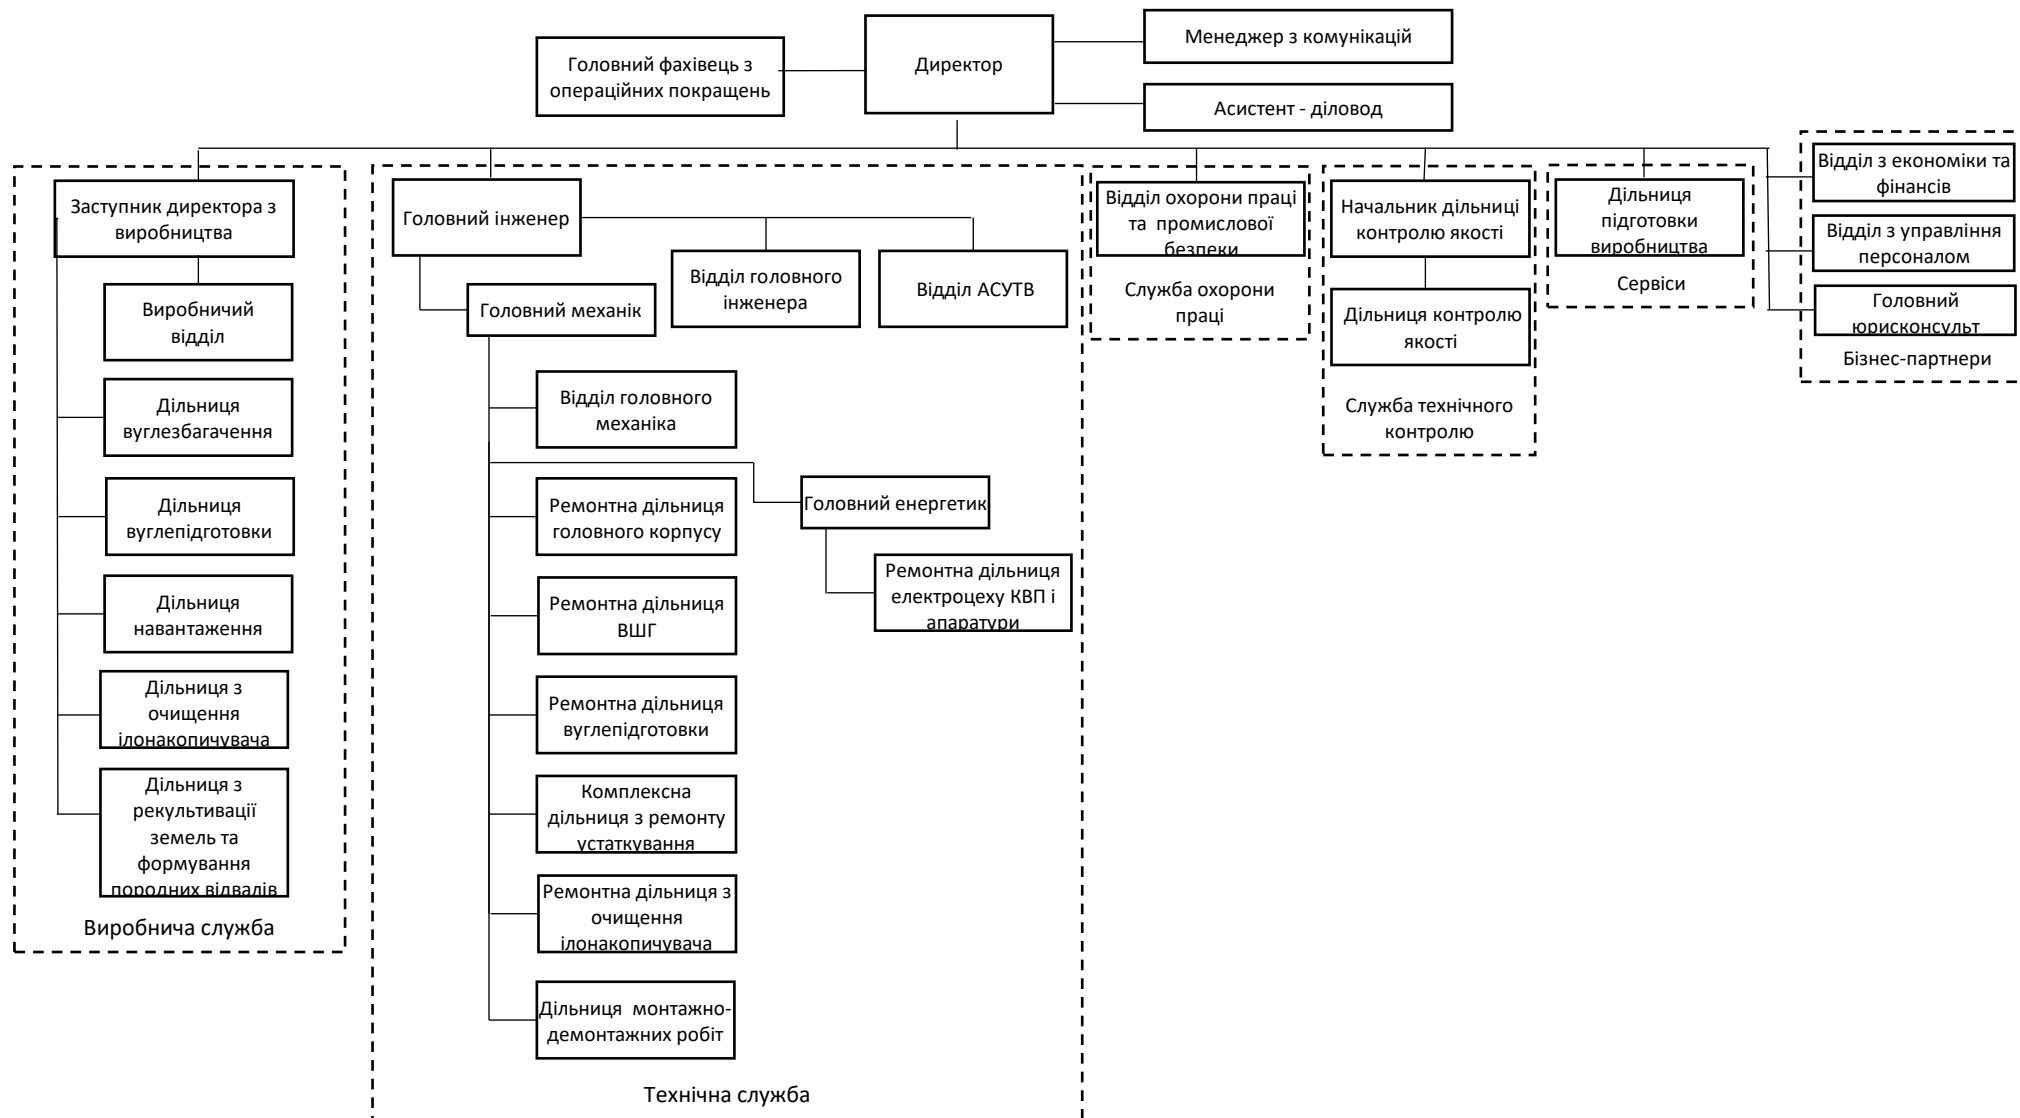 Головний фахівець з
операційних покращень
Директор
Менеджер з комунікацій
Асистент - діловод
Заступник директора з
виробництва
Виробничий
відділ
Дільниця
вуглезбагачення
Дільниця
вуглепідготовки
Дільниця
навантаження
Дільниця з
очищення
ілонакопичувача
Дільниця з
рекультивації
земель та
формування
породних відвалів
Виробнича служба
Головний інженер
Відділ головного
інженера
Відділ АСУТВ
Головний механік
Відділ головного
механіка
Ремонтна дільниця
головного корпусу
Ремонтна дільниця
ВШГ
Ремонтна дільниця
вуглепідготовки
Комплексна
дільниця з ремонту
устаткування
Ремонтна дільниця з
очищення
ілонакопичувача
Дільниця монтажно-
демонтажних робіт
Головний енергетик
Ремонтна дільниця
електроцеху КВП і
апаратури
Технічна служба
Відділ охорони праці
та промислової
безпеки
Служба охорони
праці
Начальник дільниці
контролю якості
Дільниця контролю
якості
Служба технічного
контролю
Дільниця
підготовки
виробництва
Сервіси
Відділ з економіки та
фінансів
Відділ з управління
персоналом
Головний
юрисконсульт
Бізнес-партнери